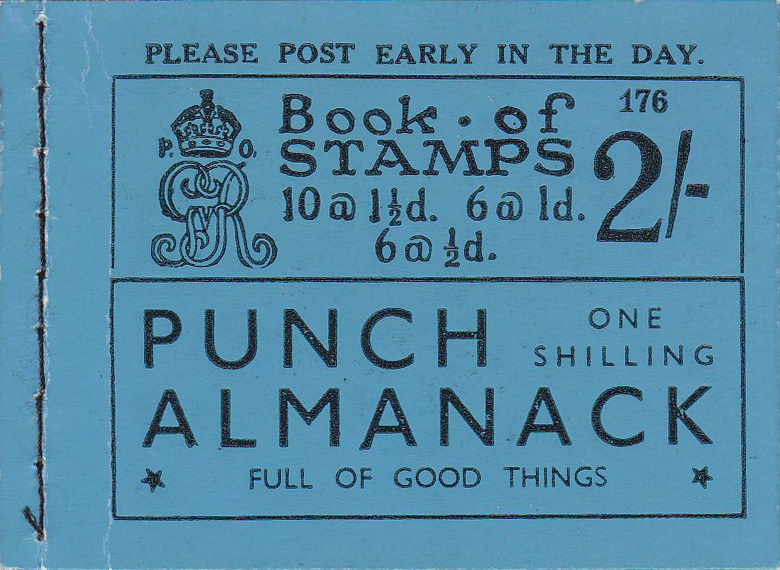 PLEASE POST EARLY IN THE DAY.
P. O.
GR
Book · of
STAMPS
10 @ 1½d. 6 @ 1d.
6 @ ½d.
176
2/-
PUNCH
ONE
SHILLING
ALMANACK
★ FULL OF GOOD THINGS ★